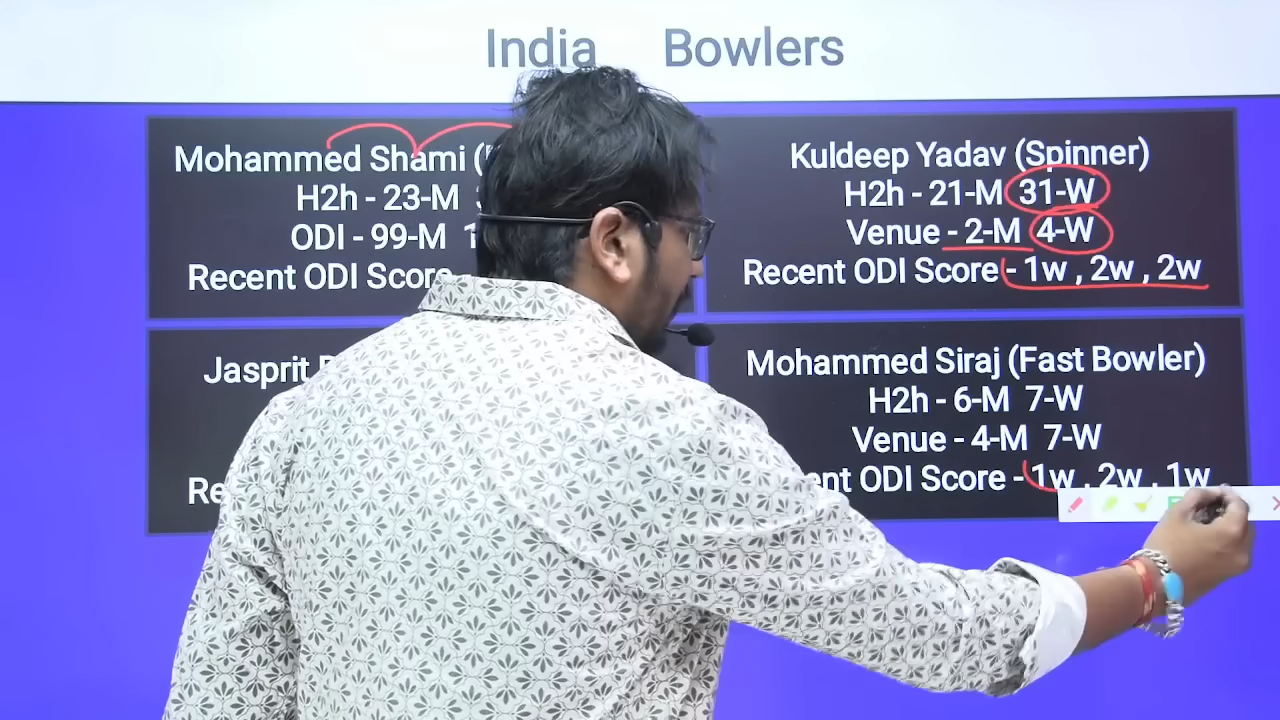 India Bowlers
Mohammed Shami (
H2h - 23-M
ODI - 99-M
Recent ODI Score
Jasprit
Kuldeep Yadav (Spinner)
H2h - 21-M 31-W
Venue - 2-M 4-W
Recent ODI Score - 1w , 2w , 2w
Mohammed Siraj (Fast Bowler)
H2h - 6-M 7-W
Venue - 4-M 7-W
ODI Score - 1w , 2w , 1w